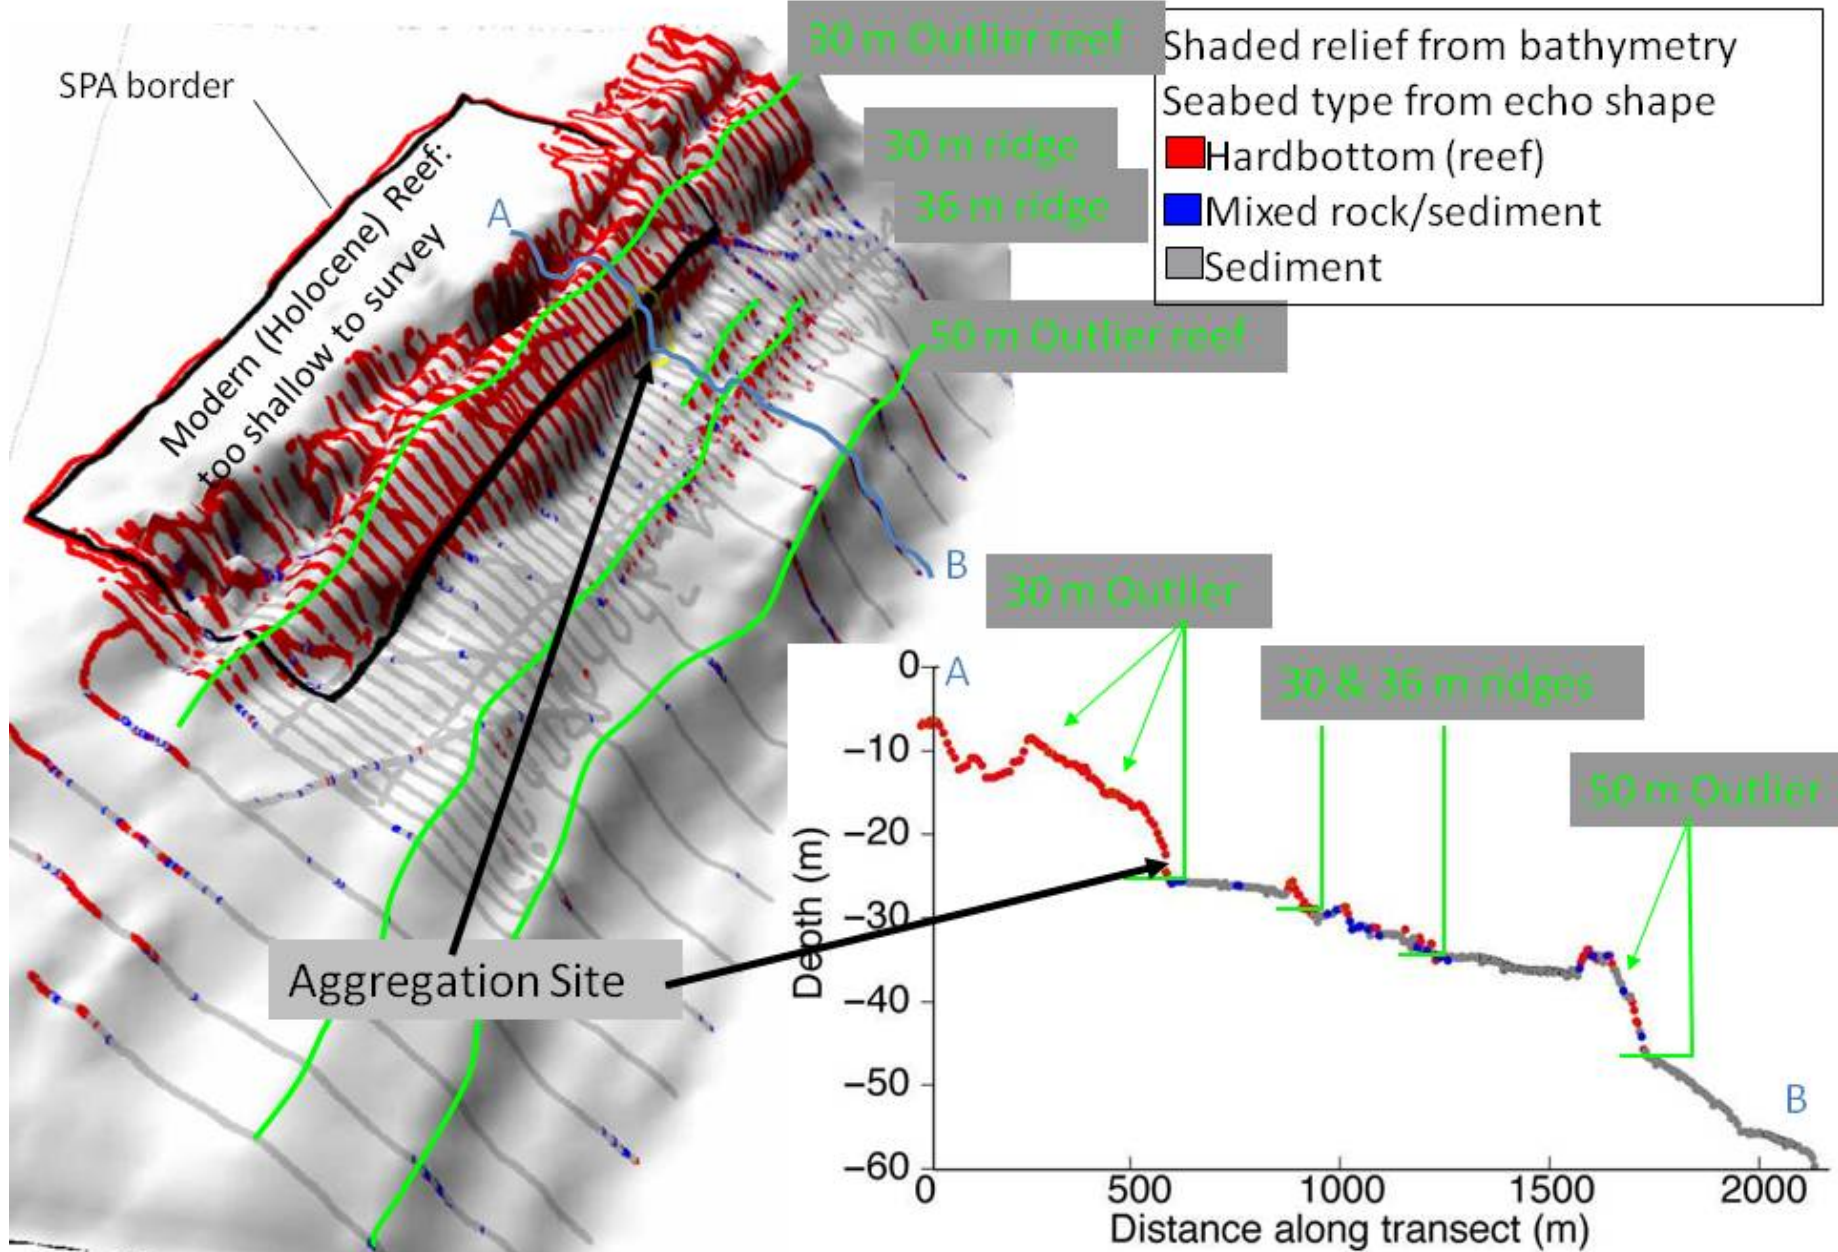 30 m Outlier reef
SPA border
30 m ridge
36 m ridge
A
Modern (Holocene) Reef:
too shallow to survey
50 m Outlier reef
B
Shaded relief from bathymetry
Seabed type from echo shape
Hardbottom (reef)
Mixed rock/sediment
Sediment
Aggregation Site
30 m Outlier
30 & 36 m ridges
50 m Outlier
A
B
Depth (m)
0
−10
−20
−30
−40
−50
−60
0 500 1000 1500 2000
Distance along transect (m)